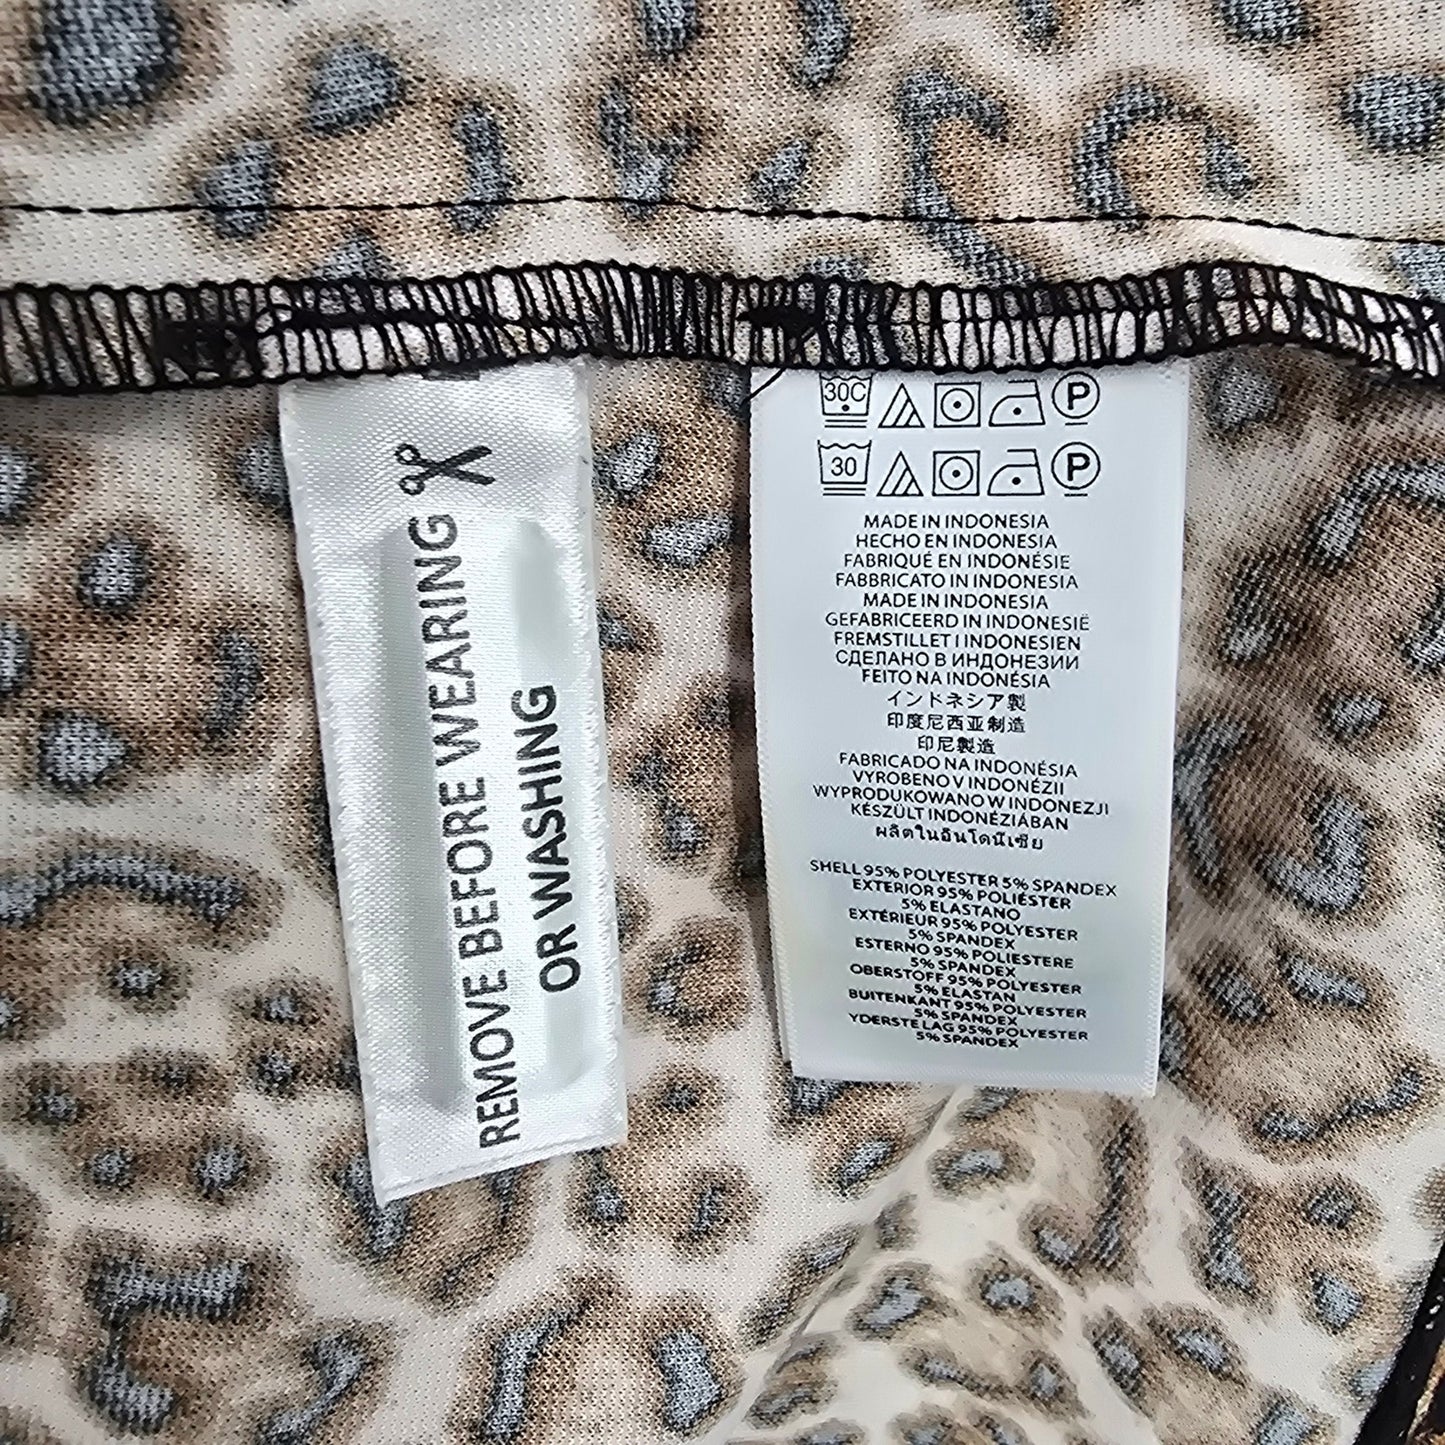 REMOVE BEFORE WEARING
OR WASHING
30C P
30 P
MADE IN INDONESIA
HECHO EN INDONESIA
FABRIQUÉ EN INDONÉSIE
FABBRICATO IN INDONESIA
MADE IN INDONESIA
GEFABRICEERD IN INDONESIË
FREMSTILLET I INDONESIEN
СДЕЛАНО В ИНДОНЕЗИИ
FEITO NA INDONÉSIA
インドネシア製
印度尼西亚制造
印尼製造
FABRICADO NA INDONÉSIA
VYROBENO V INDONÉZII
WYPRODUKOWANO W INDONEZJI
KÉSZÜLT INDONÉZIÁBAN
ผลิตในอินโดนีเซีย
SHELL 95% POLYESTER 5% SPANDEX
EXTERIOR 95% POLIÉSTER
5% ELASTANO
EXTÉRIEUR 95% POLYESTER
5% SPANDEX
ESTERNO 95% POLIESTERE
5% SPANDEX
OBERSTOFF 95% POLYESTER
5% ELASTAN
BUITENKANT 95% POLYESTER
5% SPANDEX
YDERSTE LAG 95% POLYESTER
5% SPANDEX